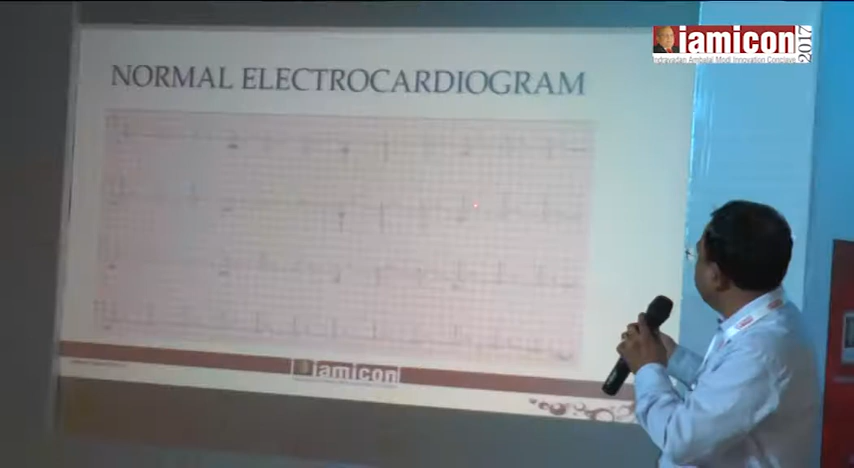 iamicon 2017
Indravadan Ambalal Modi Innovation Conclave
NORMAL ELECTROCARDIOGRAM
iamicon